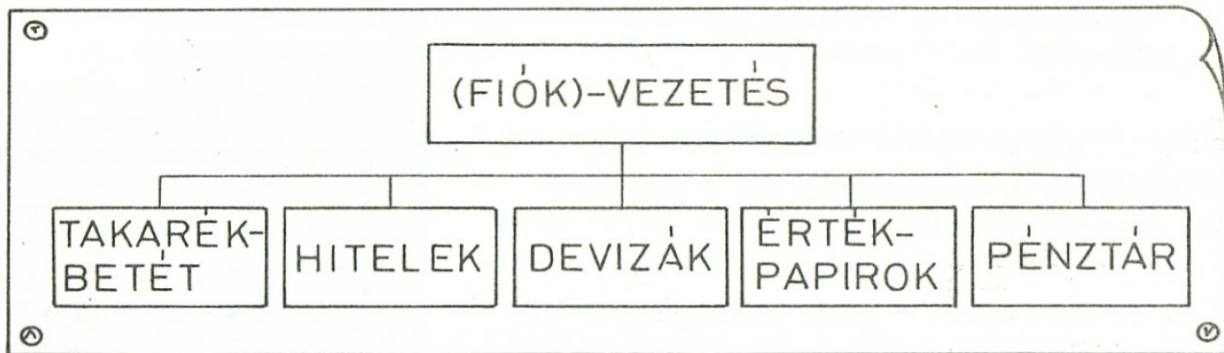 (FIÓK)-VEZETÉS
TAKARÉK-
BETÉT
HITELEK
DEVIZÁK
ÉRTÉK-
PAPIROK
PÉNZTÁR